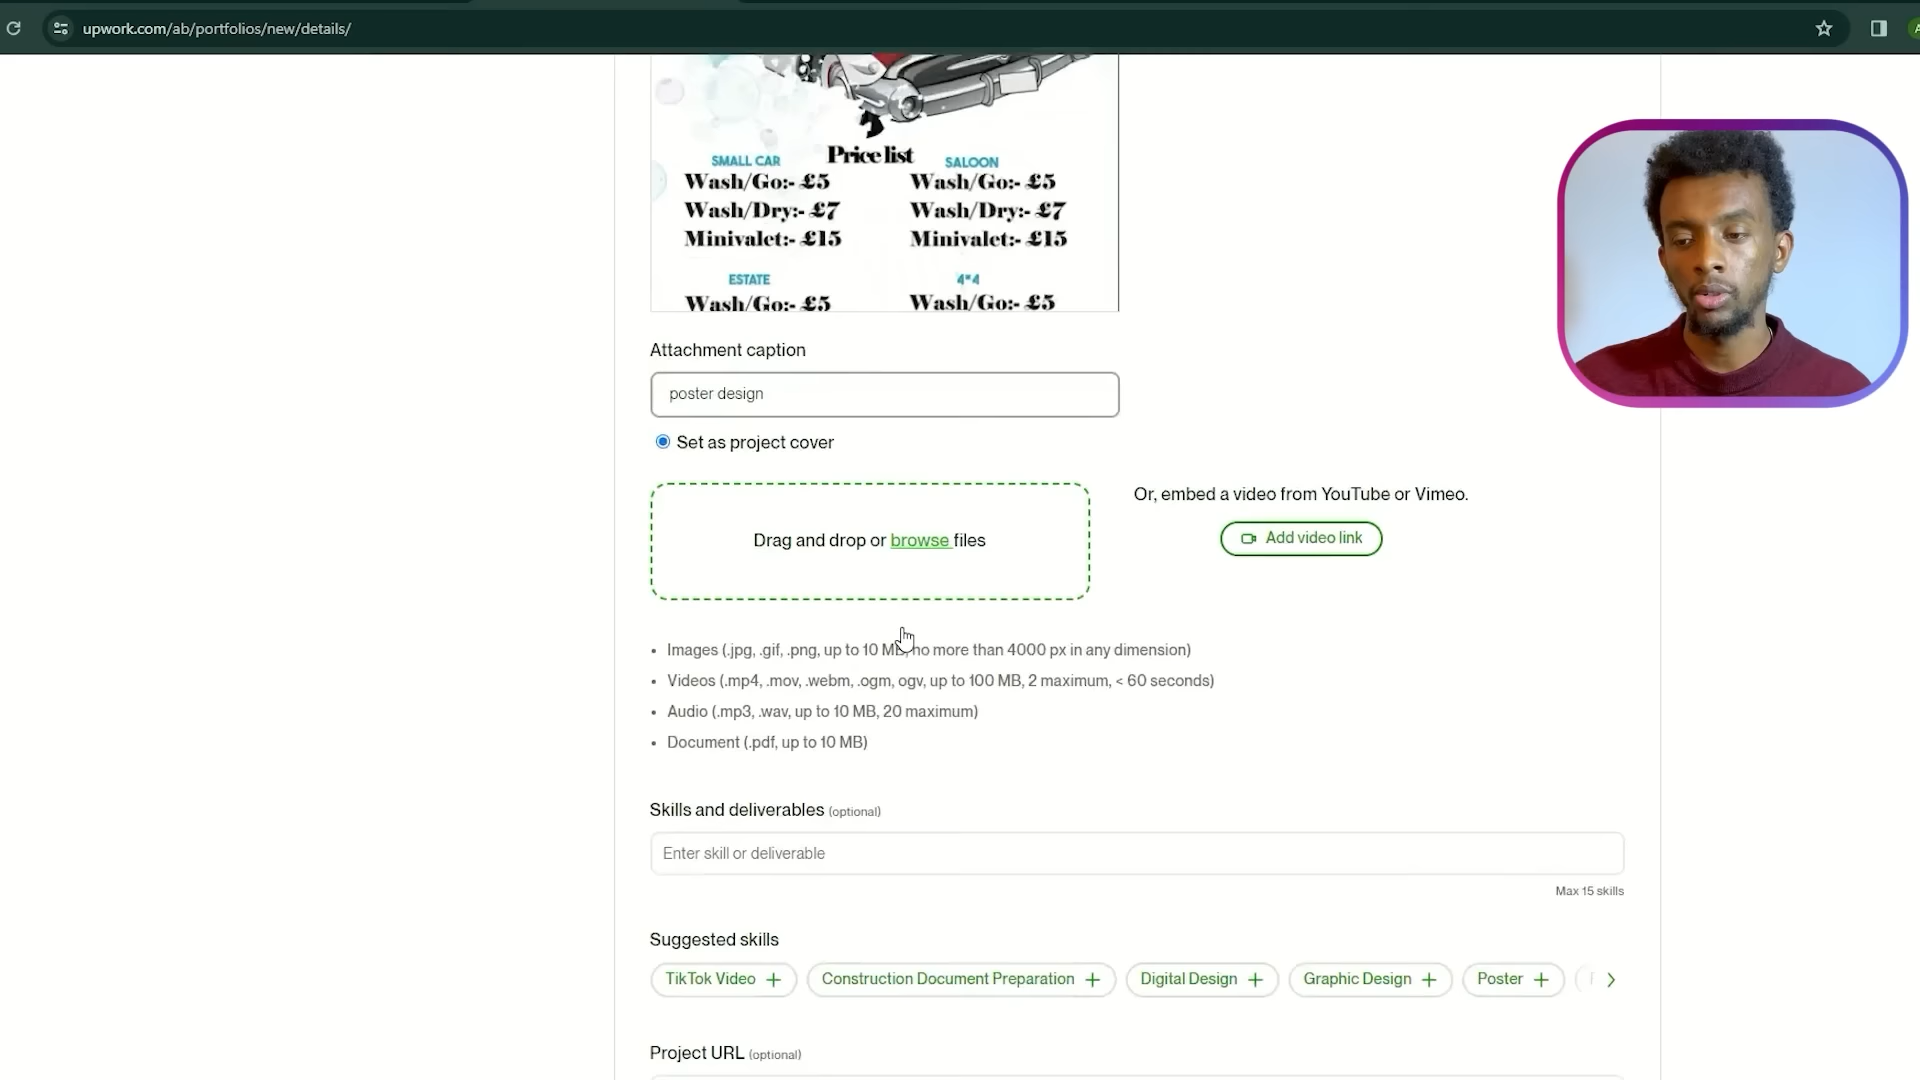 upwork.com/ab/portfolios/new/details/
Price list
SMALL CAR
Wash/Go:- £5
Wash/Dry:- £7
Minivalet:- £15
SALOON
Wash/Go:- £5
Wash/Dry:- £7
Minivalet:- £15
ESTATE
Wash/Go:- £5
4*4
Wash/Go:- £5
Attachment caption
poster design
Set as project cover
Drag and drop or browse files
Or, embed a video from YouTube or Vimeo.
Add video link
• Images (.jpg, .gif, .png, up to 10 MB, no more than 4000 px in any dimension)
• Videos (.mp4, .mov, .webm, .ogm, ogv, up to 100 MB, 2 maximum, < 60 seconds)
• Audio (.mp3, .wav, up to 10 MB, 20 maximum)
• Document (.pdf, up to 10 MB)
Skills and deliverables (optional)
Enter skill or deliverable
Max 15 skills
Suggested skills
TikTok Video +
Construction Document Preparation +
Digital Design +
Graphic Design +
Poster +
Project URL (optional)